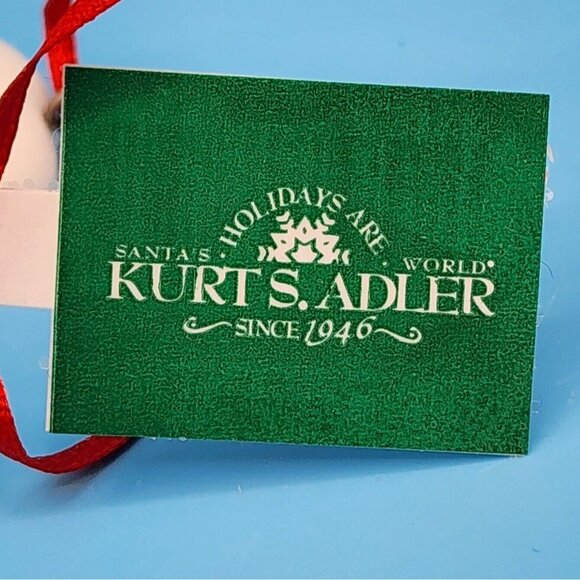 · HOLIDAYS ARE ·
SANTA'S WORLD®
KURT S. ADLER
~SINCE 1946~